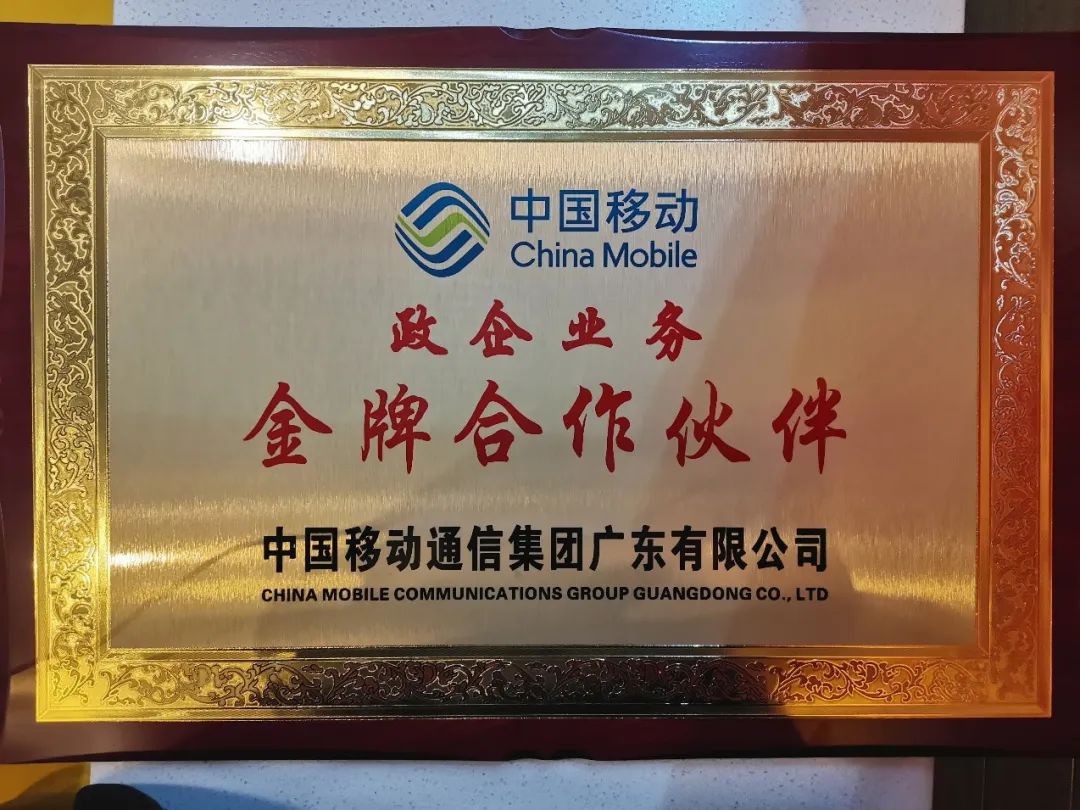 中国移动
China Mobile
政企业务
金牌合作伙伴
中国移动通信集团广东有限公司
CHINA MOBILE COMMUNICATIONS GROUP GUANGDONG CO., LTD